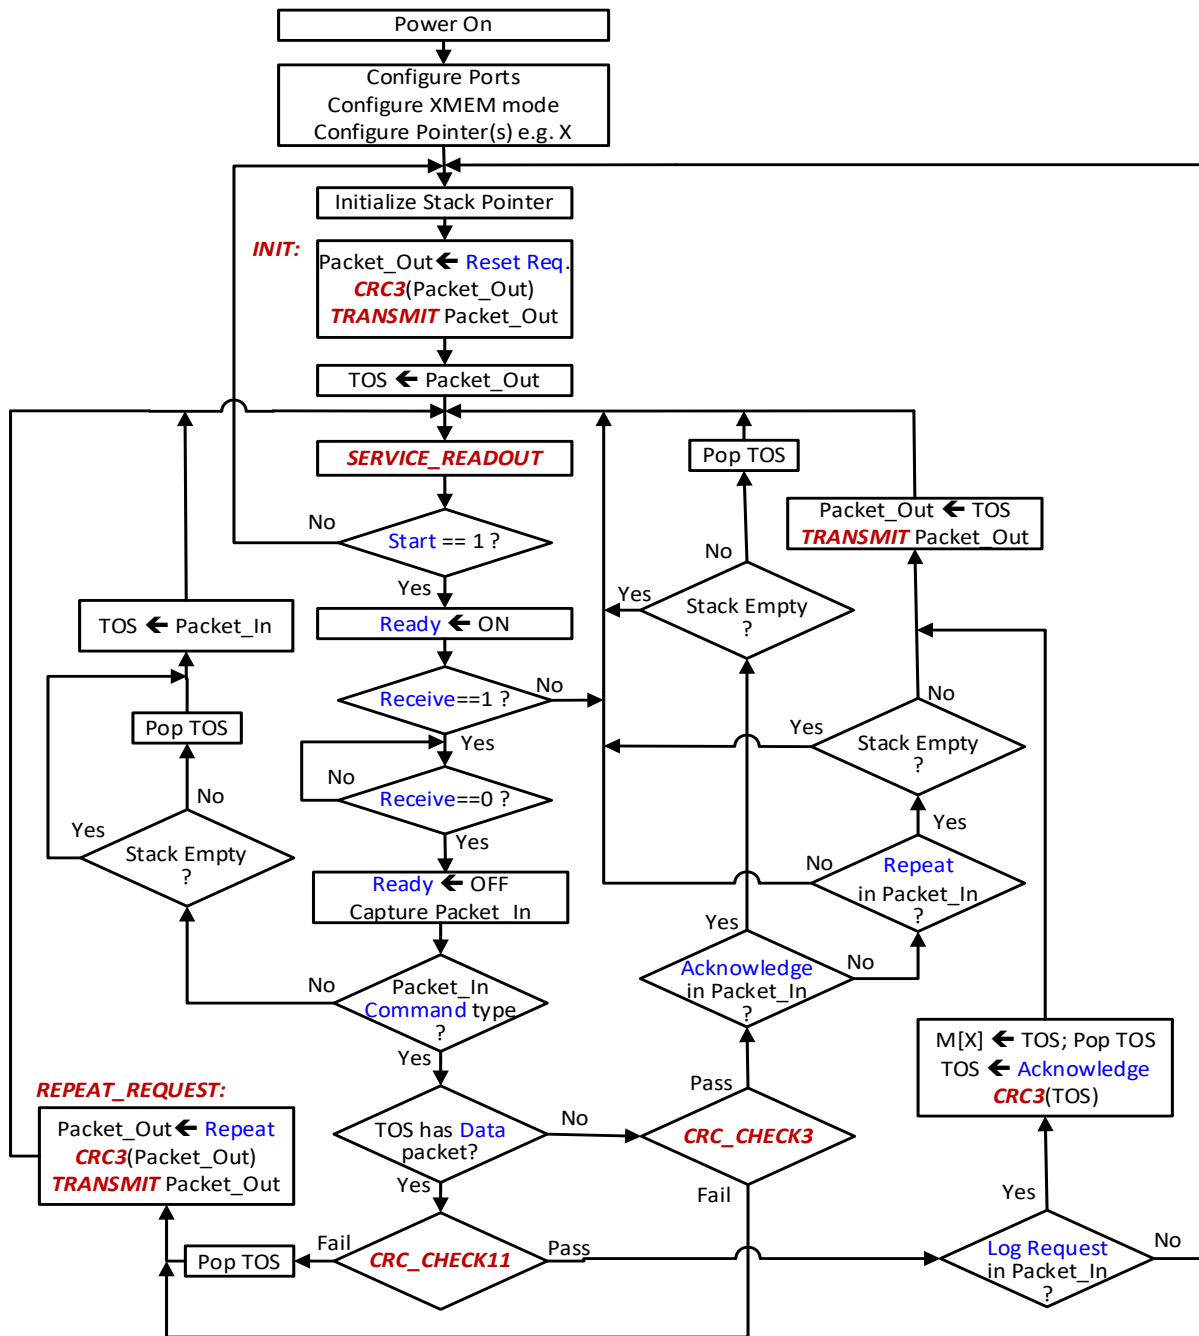 Power On
Configure Ports
Configure XMEM mode
Configure Pointer(s) e.g. X
Initialize Stack Pointer
INIT:
Packet_Out 🡰 Reset Req.
CRC3(Packet_Out)
TRANSMIT Packet_Out
TOS 🡰 Packet_Out
SERVICE_READOUT
Pop TOS
No
Start == 1 ?
Yes
Packet_Out 🡰 TOS
TRANSMIT Packet_Out
No
Yes
Stack Empty
?
TOS 🡰 Packet_In
Ready 🡰 ON
Receive==1 ?
No
Yes
No
Yes
Stack Empty
?
Pop TOS
No
Receive==0 ?
Yes
No
Yes
Stack Empty
?
Yes
No
Repeat
in Packet_In
?
Ready 🡰 OFF
Capture Packet_In
Yes
No
Packet_In
Command type
?
Yes
Acknowledge
in Packet_In
?
No
M[X] 🡰 TOS; Pop TOS
TOS 🡰 Acknowledge
CRC3(TOS)
REPEAT_REQUEST:
Packet_Out 🡰 Repeat
CRC3(Packet_Out)
TRANSMIT Packet_Out
TOS has Data
packet?
No
Yes
Pass
CRC_CHECK3
Fail
Yes
Pop TOS
Fail
CRC_CHECK11
Pass
Log Request
in Packet_In
?
No